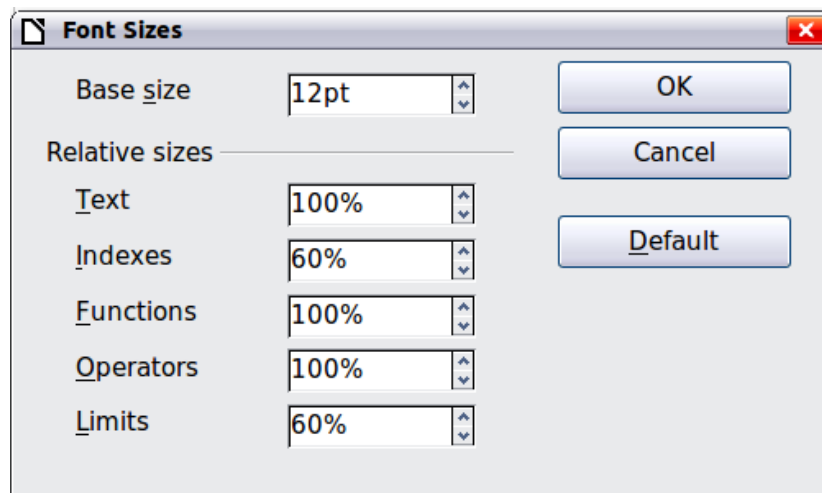 Font Sizes
Base size 12pt OK
Relative sizes Cancel
Text 100%
Indexes 60% Default
Functions 100%
Operators 100%
Limits 60%